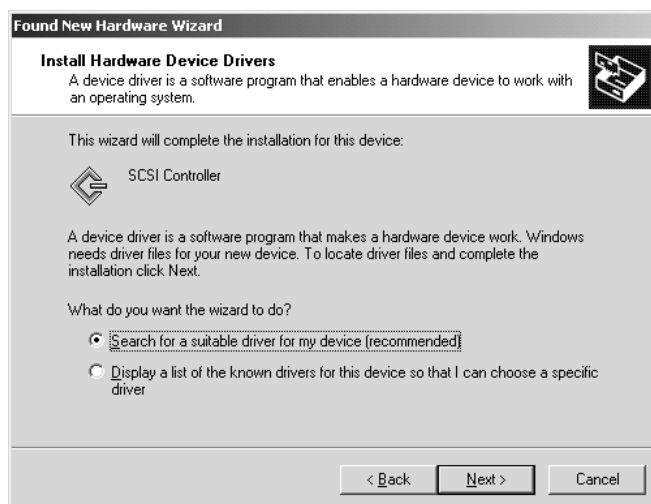 Found New Hardware Wizard
Install Hardware Device Drivers
A device driver is a software program that enables a hardware device to work with
an operating system.
This wizard will complete the installation for this device:
SCSI Controller
A device driver is a software program that makes a hardware device work. Windows
needs driver files for your new device. To locate driver files and complete the
installation click Next.
What do you want the wizard to do?
Search for a suitable driver for my device (recommended)
Display a list of the known drivers for this device so that I can choose a specific
driver
< Back Next > Cancel